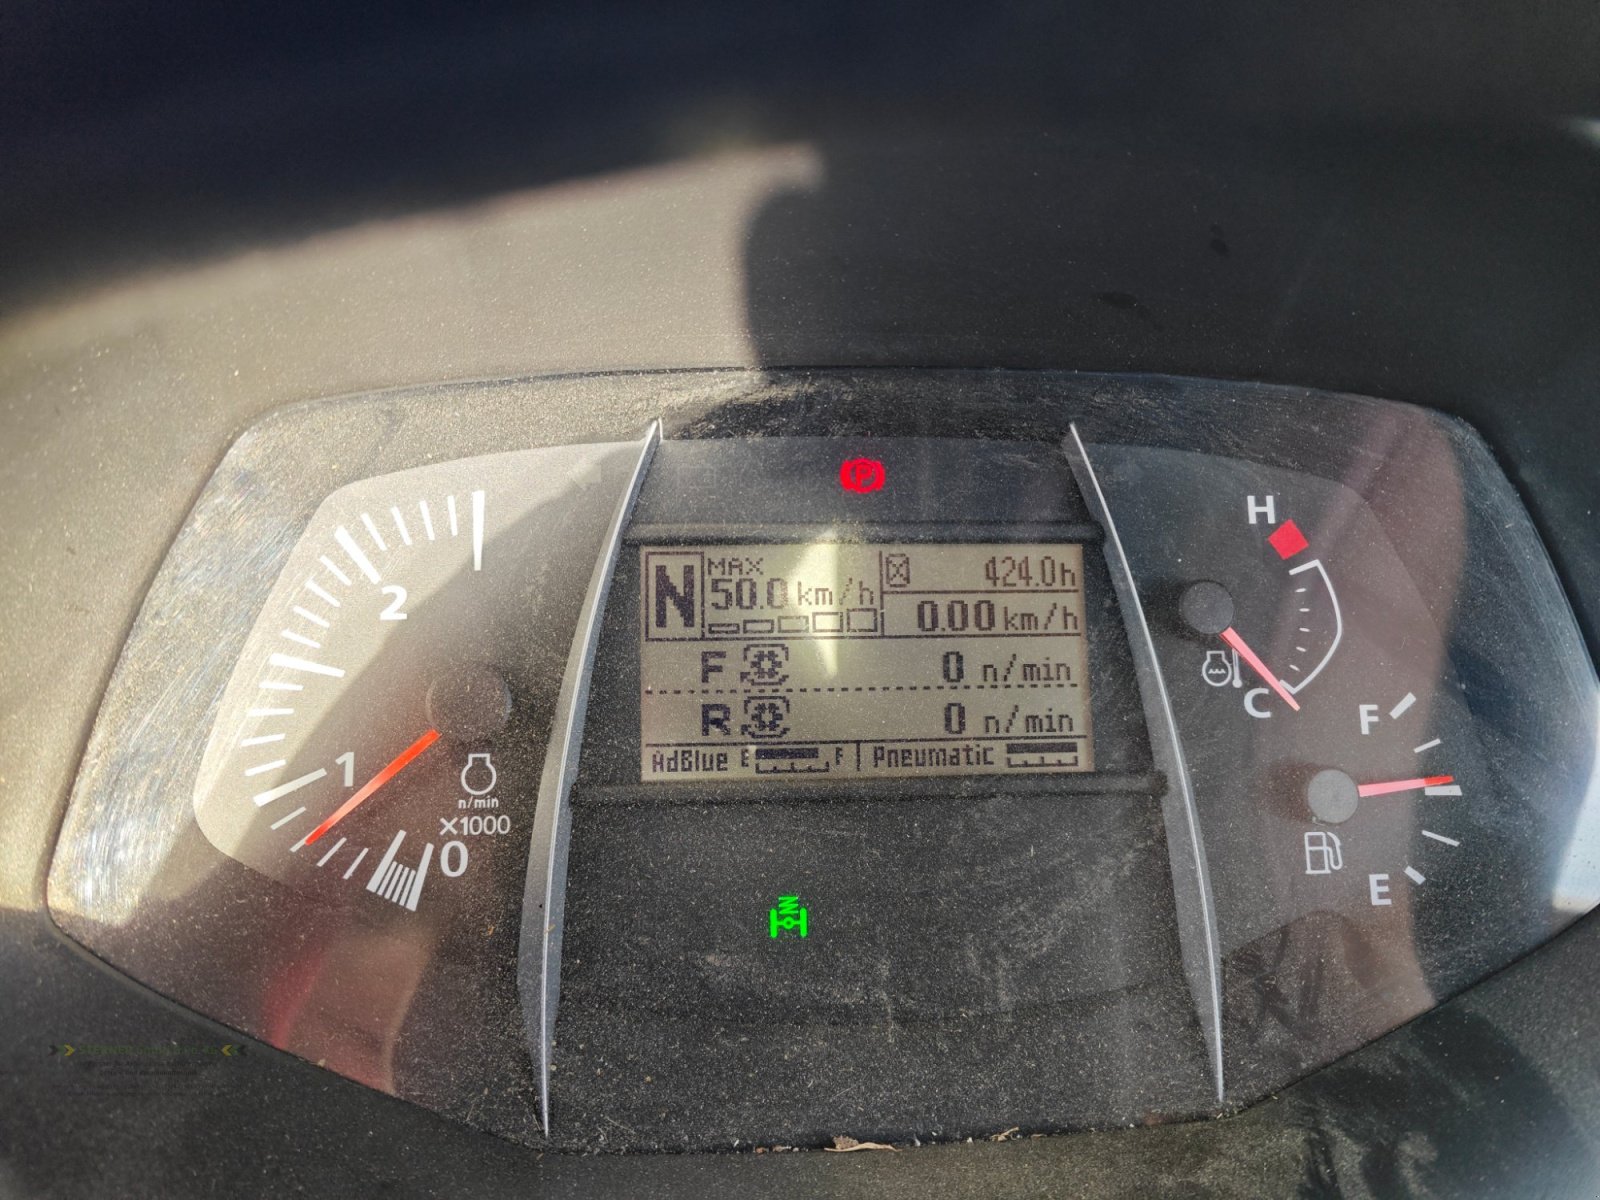 P
N
MAX
50.0 km/h
424.0h
0.00 km/h
F
0 n/min
R
0 n/min
AdBlue E F
Pneumatic
2
1
0
n/min
×1000
H
C
F
E